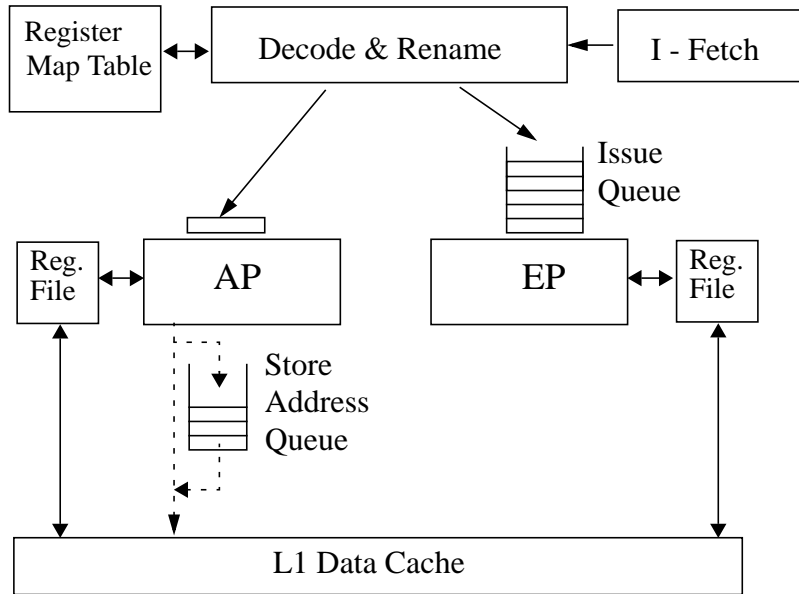 Register
Map Table
Decode & Rename
I - Fetch
Issue
Queue
Reg.
File
AP
EP
Reg.
File
Store
Address
Queue
L1 Data Cache